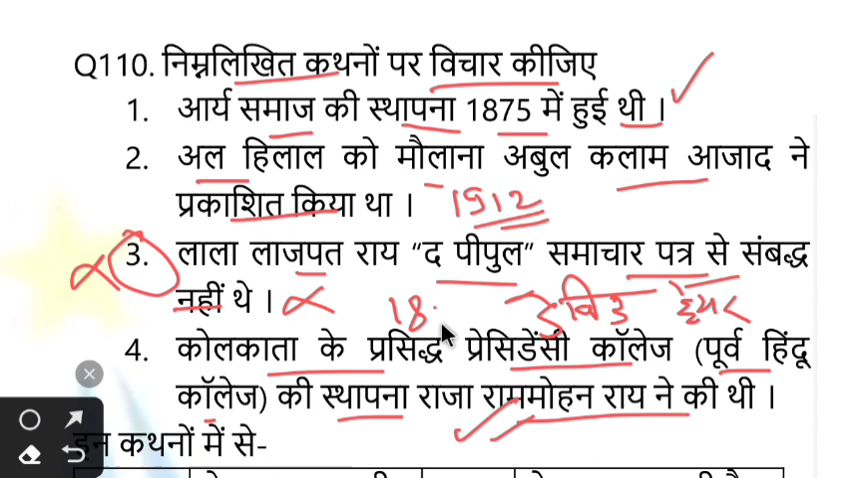 Q110. निम्नलिखित कथनों पर विचार कीजिए
1. आर्य समाज की स्थापना 1875 में हुई थी ।
2. अल हिलाल को मौलाना अबुल कलाम आजाद ने
प्रकाशित किया था । 1912
3. लाला लाजपत राय “द पीपुल” समाचार पत्र से संबद्ध
नहीं थे ।
18
4. कोलकाता के प्रसिद्ध प्रेसिडेंसी कॉलेज (पूर्व हिंदू
कॉलेज) की स्थापना राजा राममोहन राय ने की थी ।
इन कथनों में से-